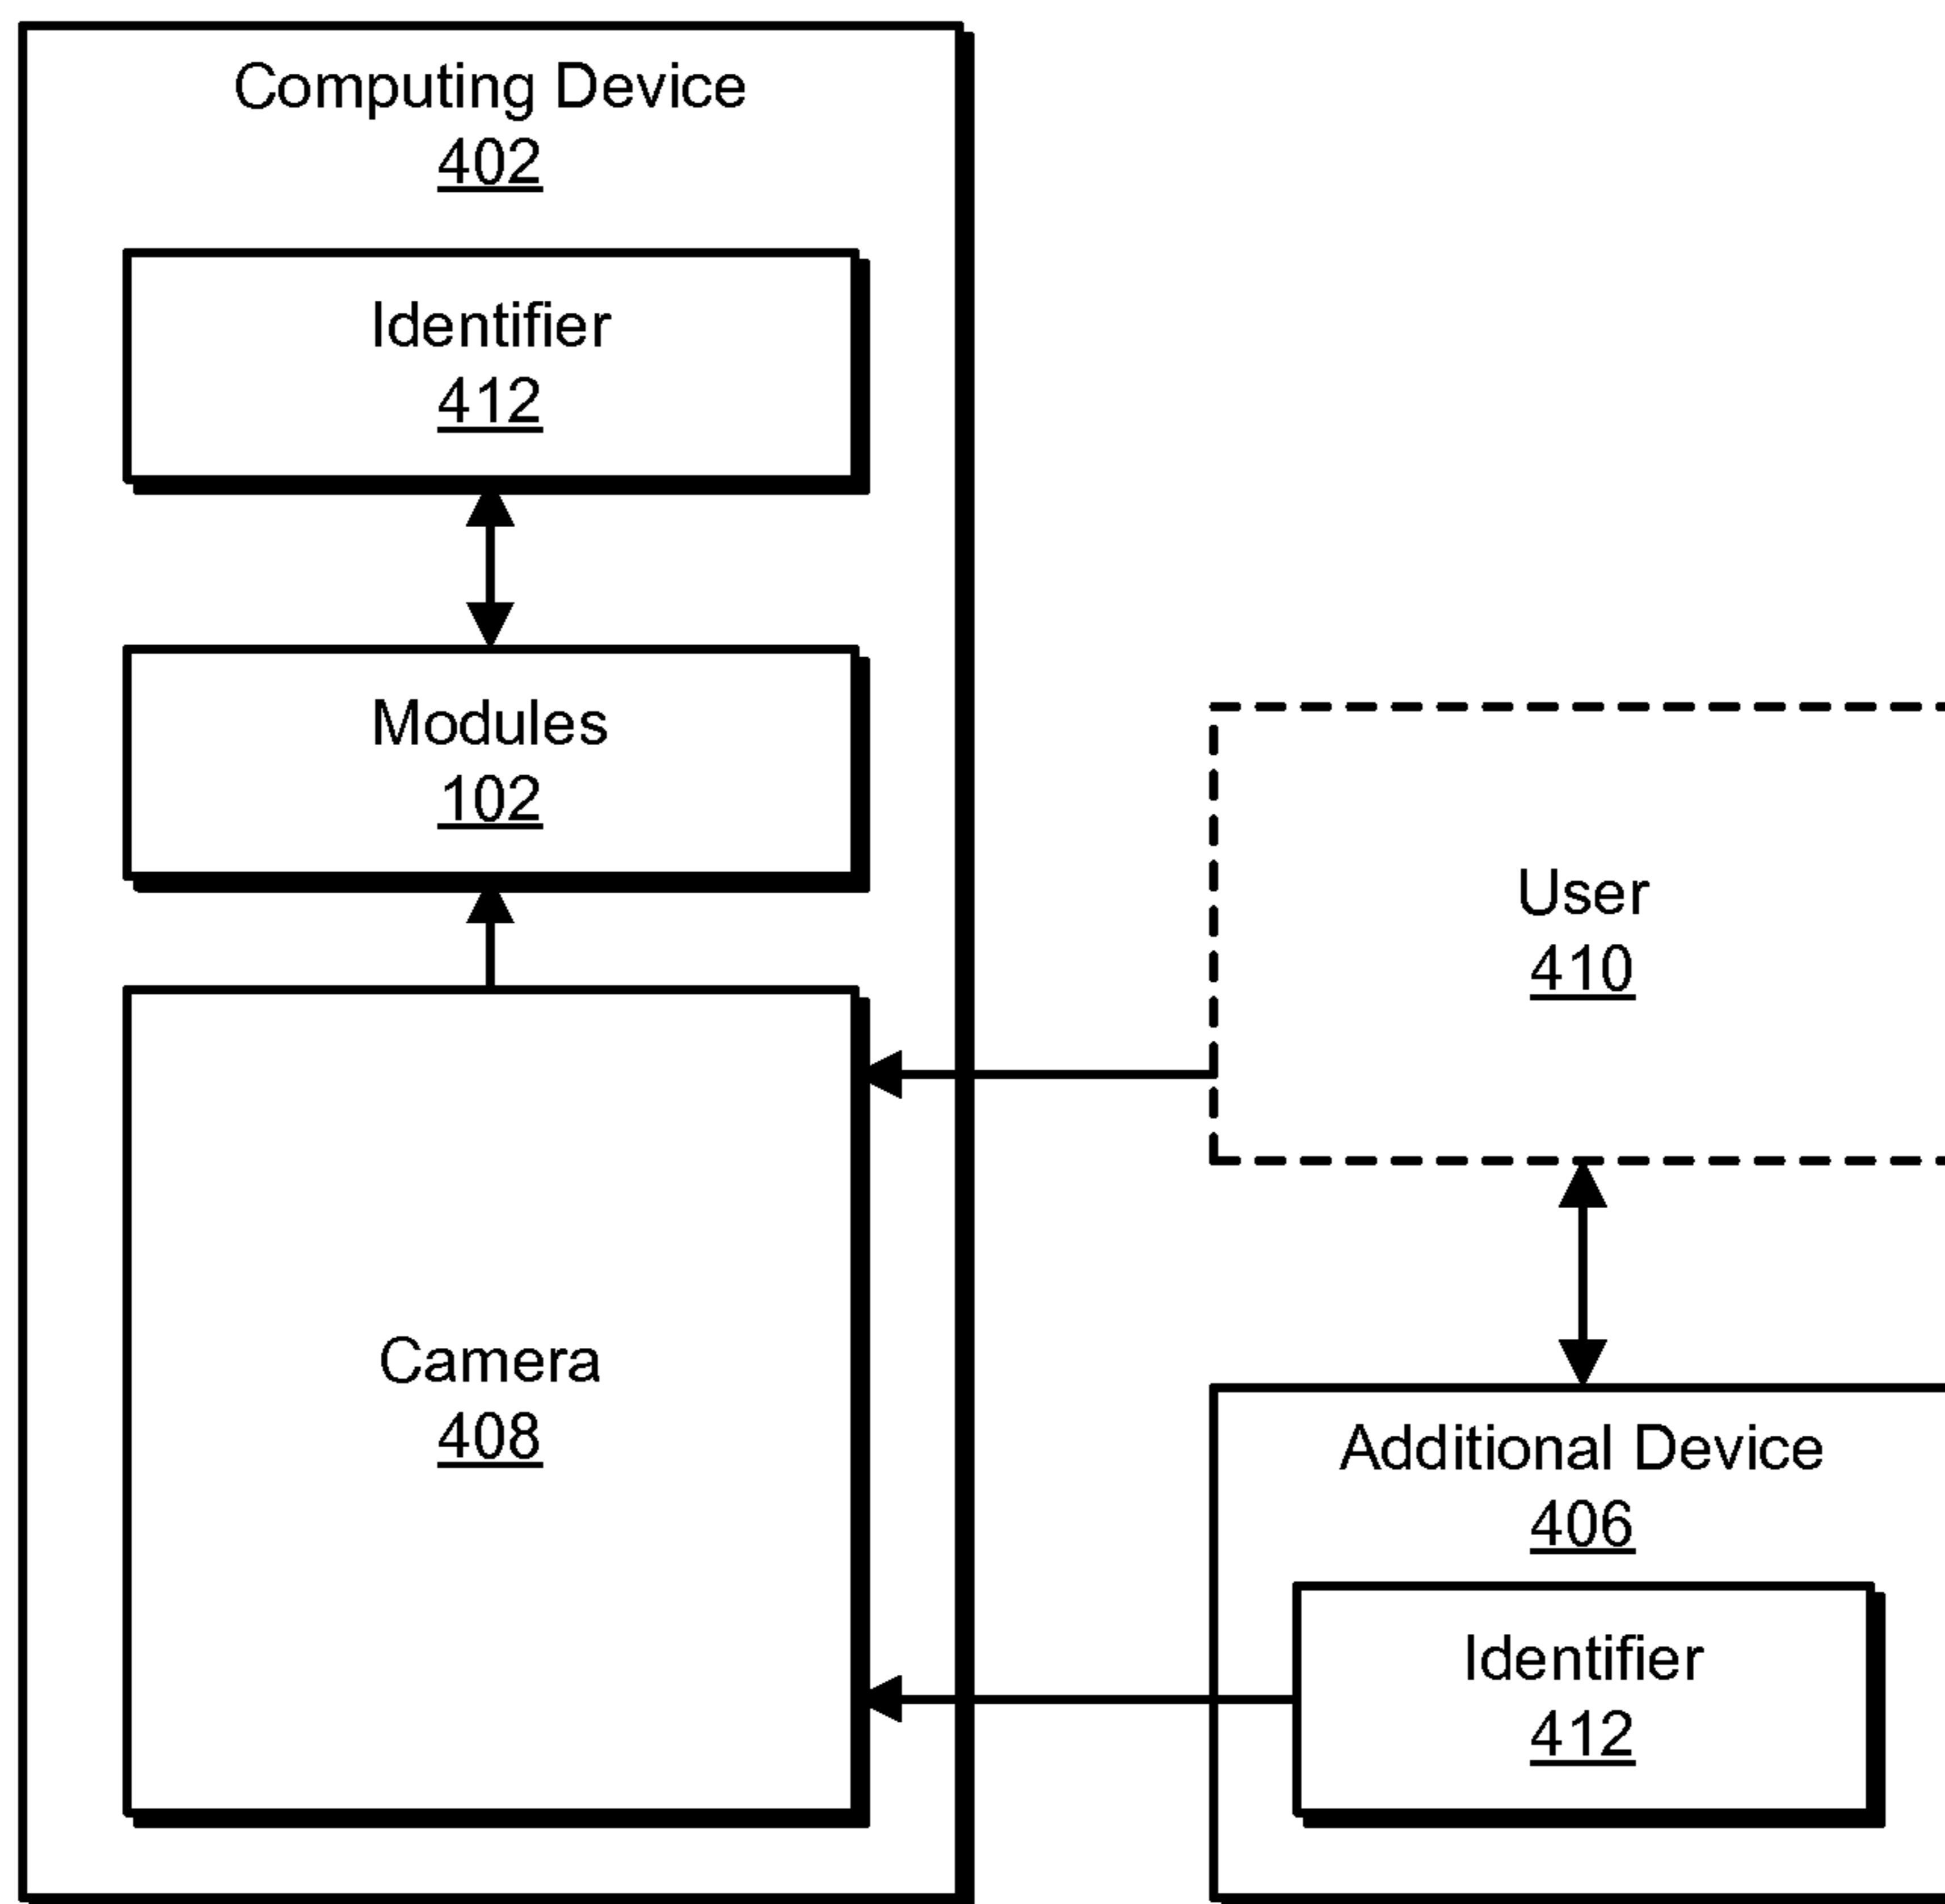 Computing Device
402
Identifier
412
Modules
102
Camera
408
User
410
Additional Device
406
Identifier
412